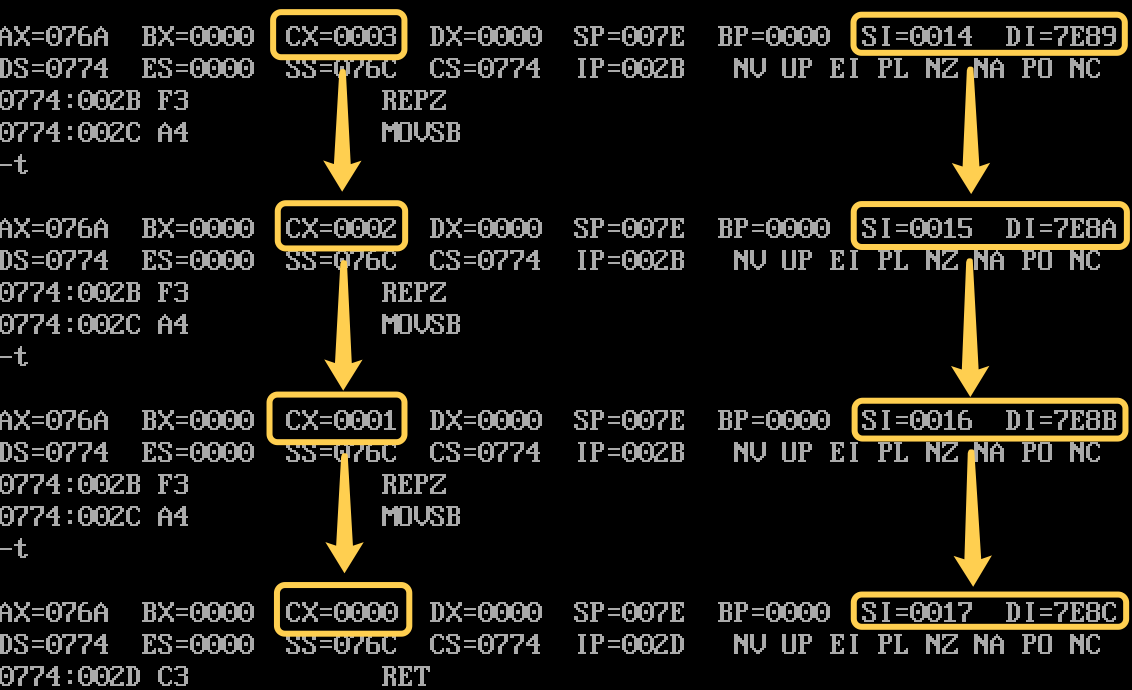 AX=076A  BX=0000  CX=0003  DX=0000  SP=007E  BP=0000  SI=0014  DI=7E89
DS=0774  ES=0000  SS=076C  CS=0774  IP=002B   NV UP EI PL NZ NA PO NC
0774:002B F3            REPZ
0774:002C A4            MOVSB
-t
AX=076A  BX=0000  CX=0002  DX=0000  SP=007E  BP=0000  SI=0015  DI=7E8A
DS=0774  ES=0000  SS=076C  CS=0774  IP=002B   NV UP EI PL NZ NA PO NC
0774:002B F3            REPZ
0774:002C A4            MOVSB
-t
AX=076A  BX=0000  CX=0001  DX=0000  SP=007E  BP=0000  SI=0016  DI=7E8B
DS=0774  ES=0000  SS=076C  CS=0774  IP=002B   NV UP EI PL NZ NA PO NC
0774:002B F3            REPZ
0774:002C A4            MOVSB
-t
AX=076A  BX=0000  CX=0000  DX=0000  SP=007E  BP=0000  SI=0017  DI=7E8C
DS=0774  ES=0000  SS=076C  CS=0774  IP=002D   NV UP EI PL NZ NA PO NC
0774:002D C3            RET